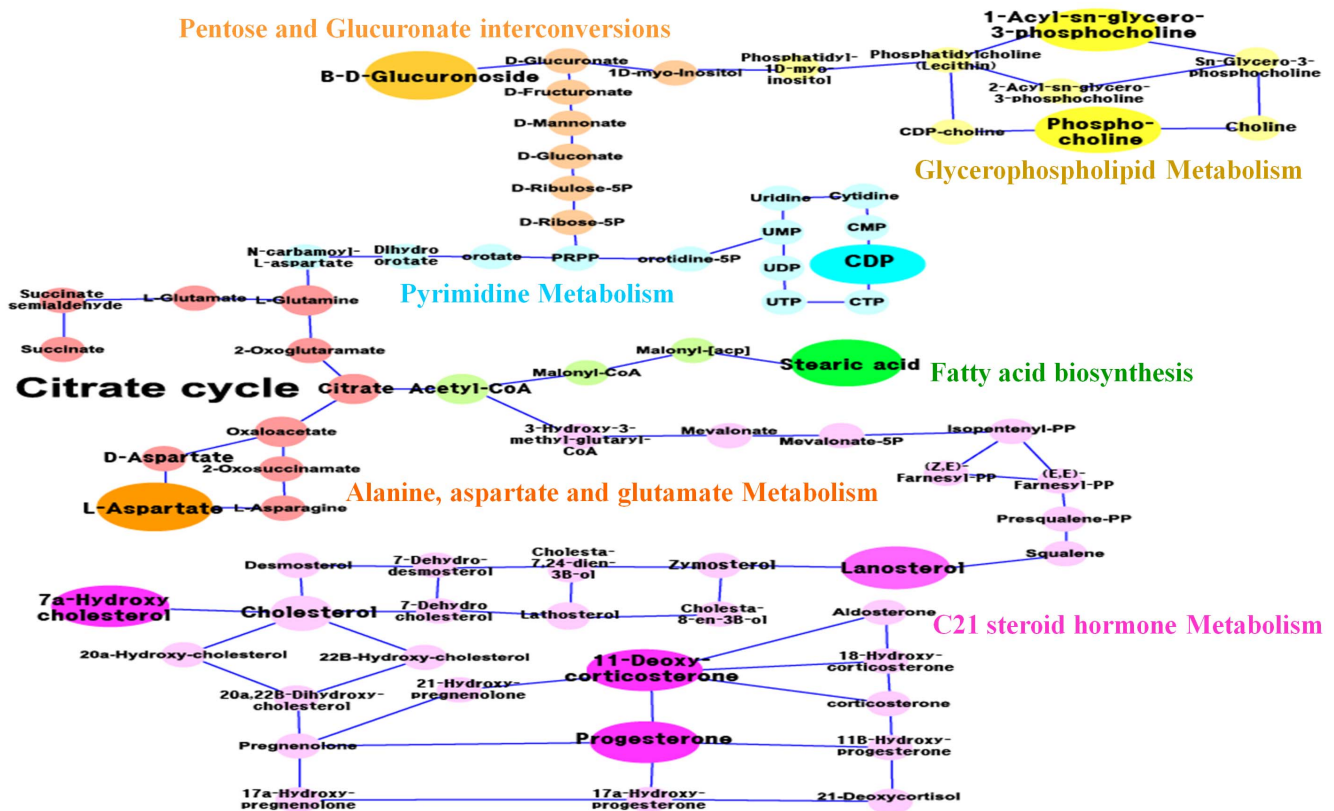 Pentose and Glucuronate interconversions
1-Acyl-sn-glycero-
3-phosphocholine
B-D-Glucuronoside
D-Glucuronate
1D-myo-Inositol
Phosphatidyl-
1D-myo-
inositol
Phosphatidylcholine
(Lecithin)
Sn-Glycero-3-
phosphocholine
D-Fructuronate
2-Acyl-sn-glycero-
3-phosphocholine
D-Mannonate
CDP-choline
Phospho-
choline
Choline
D-Gluconate
Glycerophospholipid Metabolism
D-Ribulose-5P
Uridine
Cytidine
D-Ribose-5P
UMP
CMP
N-carbamoyl-
L-aspartate
Dihydro
orotate
orotate
PRPP
orotidine-5P
UDP
CDP
Pyrimidine Metabolism
UTP
CTP
Succinate
semialdehyde
L-Glutamate
L-Glutamine
Succinate
2-Oxoglutaramate
Malonyl-[acp]
Malonyl-CoA
Stearic acid
Fatty acid biosynthesis
Citrate cycle
Citrate
Acetyl-CoA
Oxaloacetate
3-Hydroxy-3-
methyl-glutaryl-
CoA
Mevalonate
Mevalonate-5P
Isopentenyl-PP
D-Aspartate
2-Oxosuccinamate
(Z,E)-
Farnesyl-PP
(E,E)-
Farnesyl-PP
Alanine, aspartate and glutamate Metabolism
L-Aspartate
L-Asparagine
Presqualene-PP
Squalene
Desmosterol
7-Dehydro-
desmosterol
Cholesta-
7,24-dien-
3B-ol
Zymosterol
Lanosterol
7a-Hydroxy
cholesterol
Cholesterol
7-Dehydro
cholesterol
Lathosterol
Cholesta-
8-en-3B-ol
Aldosterone
C21 steroid hormone Metabolism
20a-Hydroxy-cholesterol
22B-Hydroxy-cholesterol
11-Deoxy-
corticosterone
18-Hydroxy-
corticosterone
20a,22B-Dihydroxy-
cholesterol
21-Hydroxy-
pregnenolone
corticosterone
Pregnenolone
Progesterone
11B-Hydroxy-
progesterone
17a-Hydroxy-
pregnenolone
17a-Hydroxy-
progesterone
21-Deoxycortisol